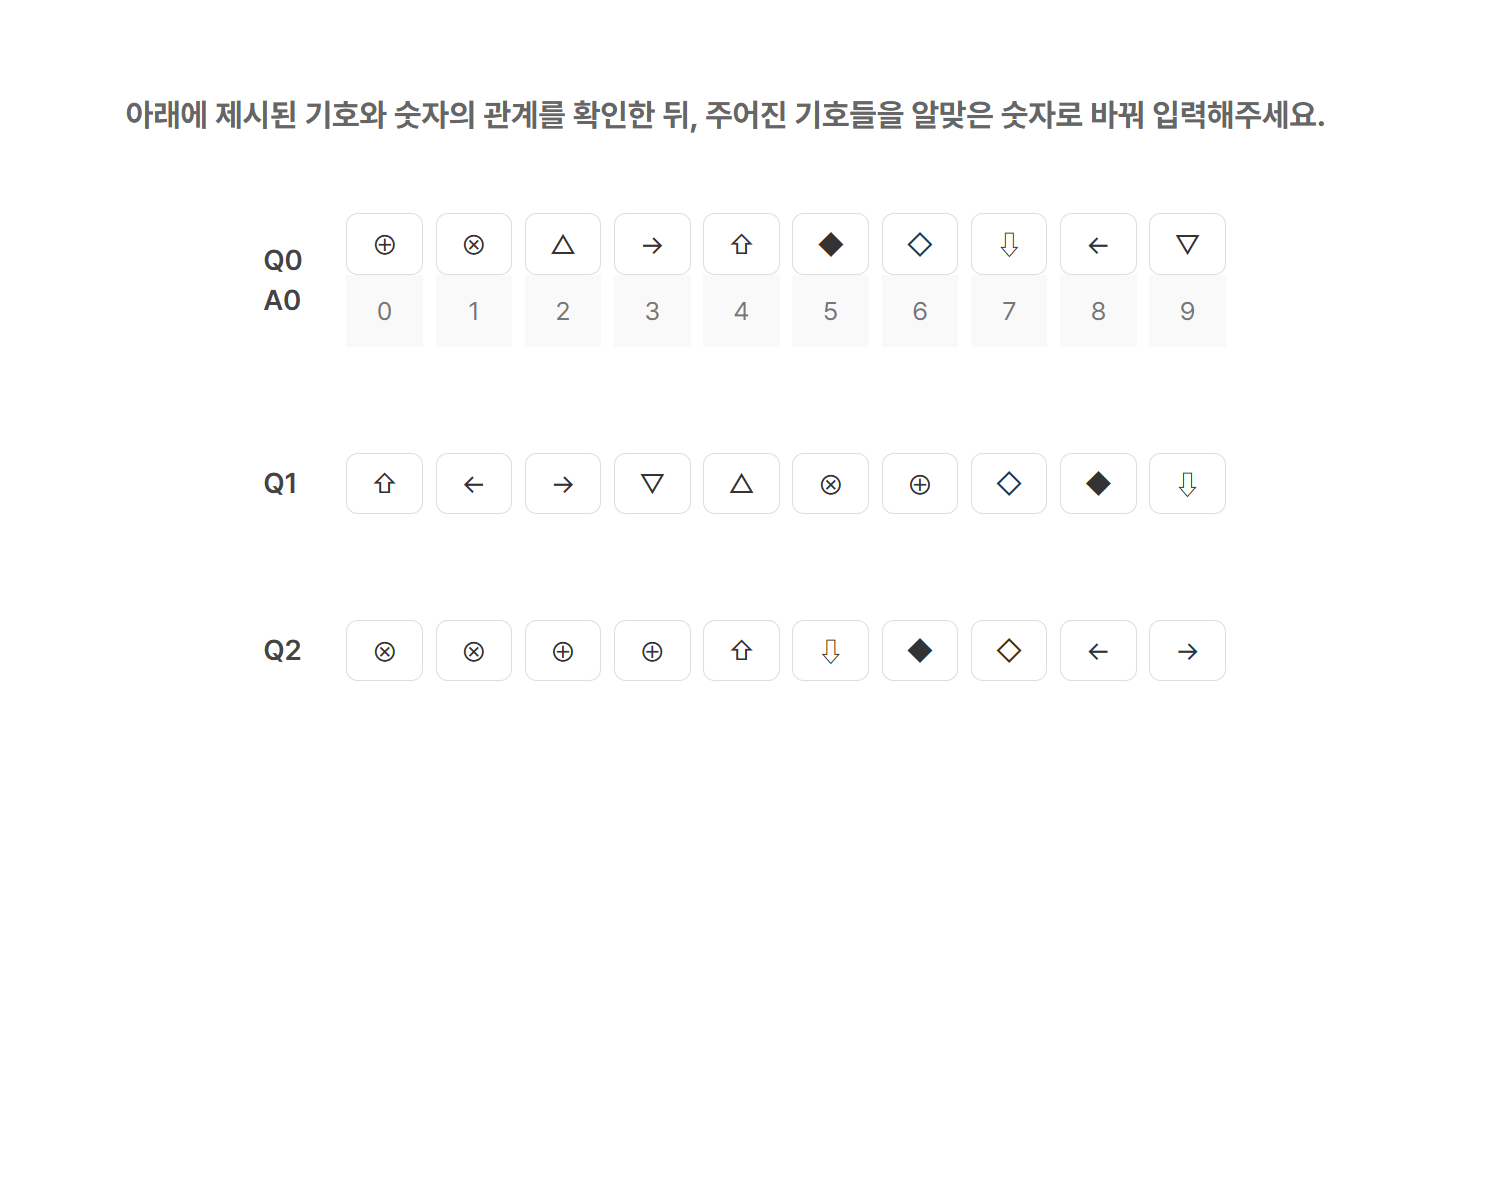 아래에 제시된 기호와 숫자의 관계를 확인한 뒤, 주어진 기호들을 알맞은 숫자로 바꿔 입력해주세요.
Q0 ⊕ ⊗ △ → ⇧ ◆ ◇ ⇩ ← ▽
A0 0 1 2 3 4 5 6 7 8 9
Q1 ⇧ ← → ▽ △ ⊗ ⊕ ◇ ◆ ⇩
Q2 ⊗ ⊗ ⊕ ⊕ ⇧ ⇩ ◆ ◇ ← →